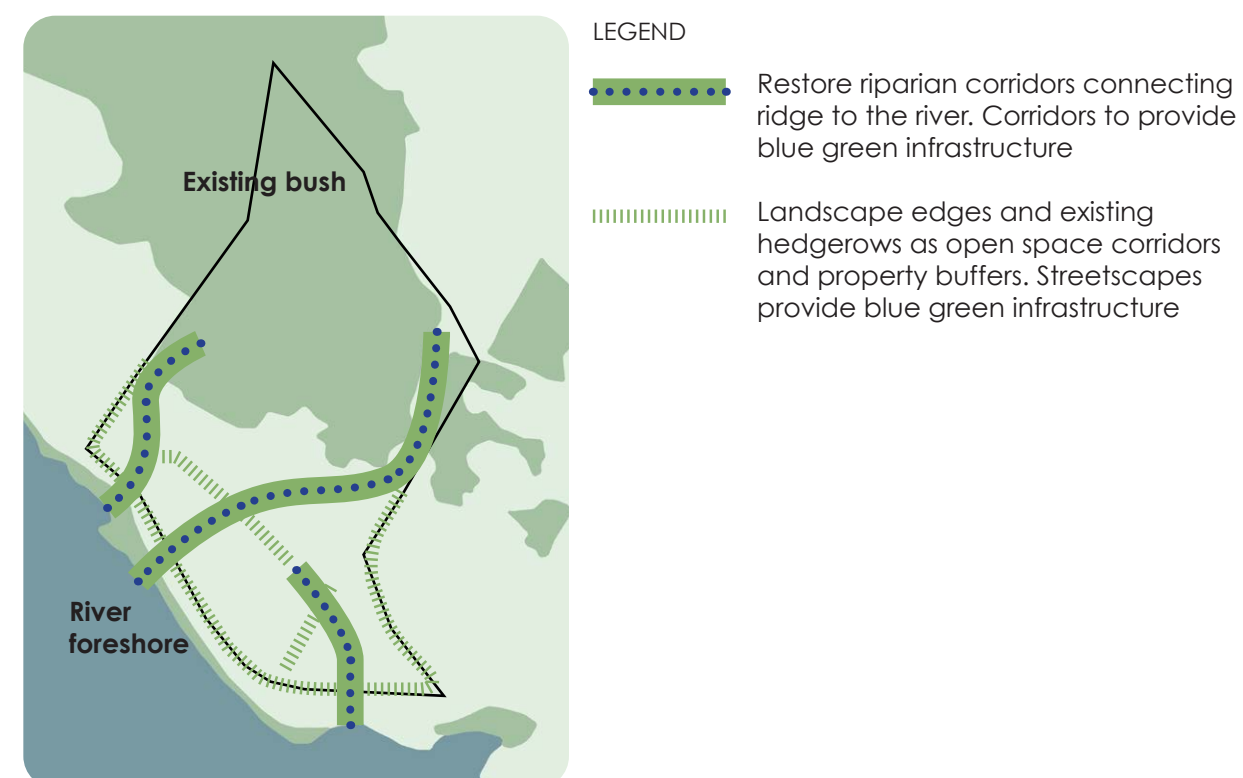 LEGEND
Restore riparian corridors connecting
ridge to the river. Corridors to provide
blue green infrastructure
Landscape edges and existing
hedgerows as open space corridors
and property buffers. Streetscapes
provide blue green infrastructure
Existing bush
River
foreshore